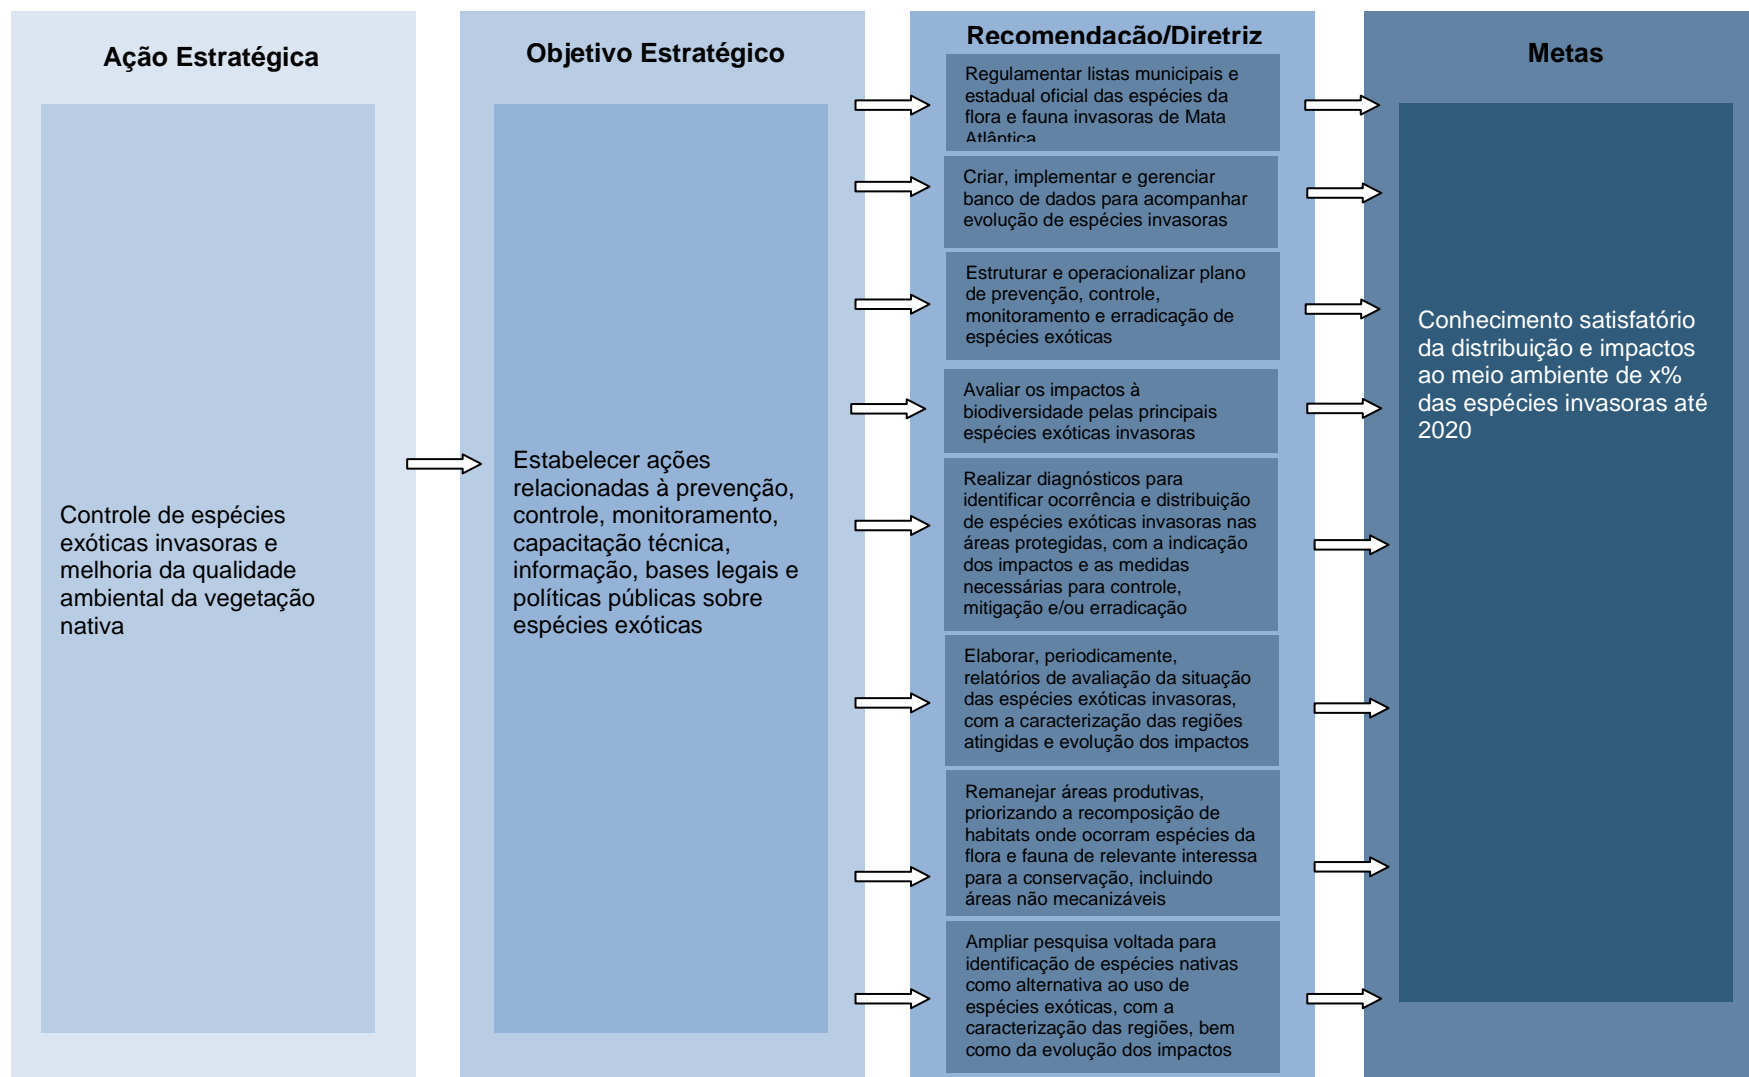 Ação Estratégica
Controle de espécies
exóticas invasoras e
melhoria da qualidade
ambiental da vegetação
nativa
Objetivo Estratégico
Estabelecer ações
relacionadas à prevenção,
controle, monitoramento,
capacitação técnica,
informação, bases legais e
políticas públicas sobre
espécies exóticas
Recomendação/Diretriz
Regulamentar listas municipais e
estadual oficial das espécies da
flora e fauna invasoras de Mata
Atlântica
Criar, implementar e gerenciar
banco de dados para acompanhar
evolução de espécies invasoras
Estruturar e operacionalizar plano
de prevenção, controle,
monitoramento e erradicação de
espécies exóticas
Avaliar os impactos à
biodiversidade pelas principais
espécies exóticas invasoras
Realizar diagnósticos para
identificar ocorrência e distribuição
de espécies exóticas invasoras nas
áreas protegidas, com a indicação
dos impactos e as medidas
necessárias para controle,
mitigação e/ou erradicação
Elaborar, periodicamente,
relatórios de avaliação da situação
das espécies exóticas invasoras,
com a caracterização das regiões
atingidas e evolução dos impactos
Remanejar áreas produtivas,
priorizando a recomposição de
habitats onde ocorram espécies da
flora e fauna de relevante interessa
para a conservação, incluindo
áreas não mecanizáveis
Ampliar pesquisa voltada para
identificação de espécies nativas
como alternativa ao uso de
espécies exóticas, com a
caracterização das regiões, bem
como da evolução dos impactos
Metas
Conhecimento satisfatório
da distribuição e impactos
ao meio ambiente de x%
das espécies invasoras até
2020